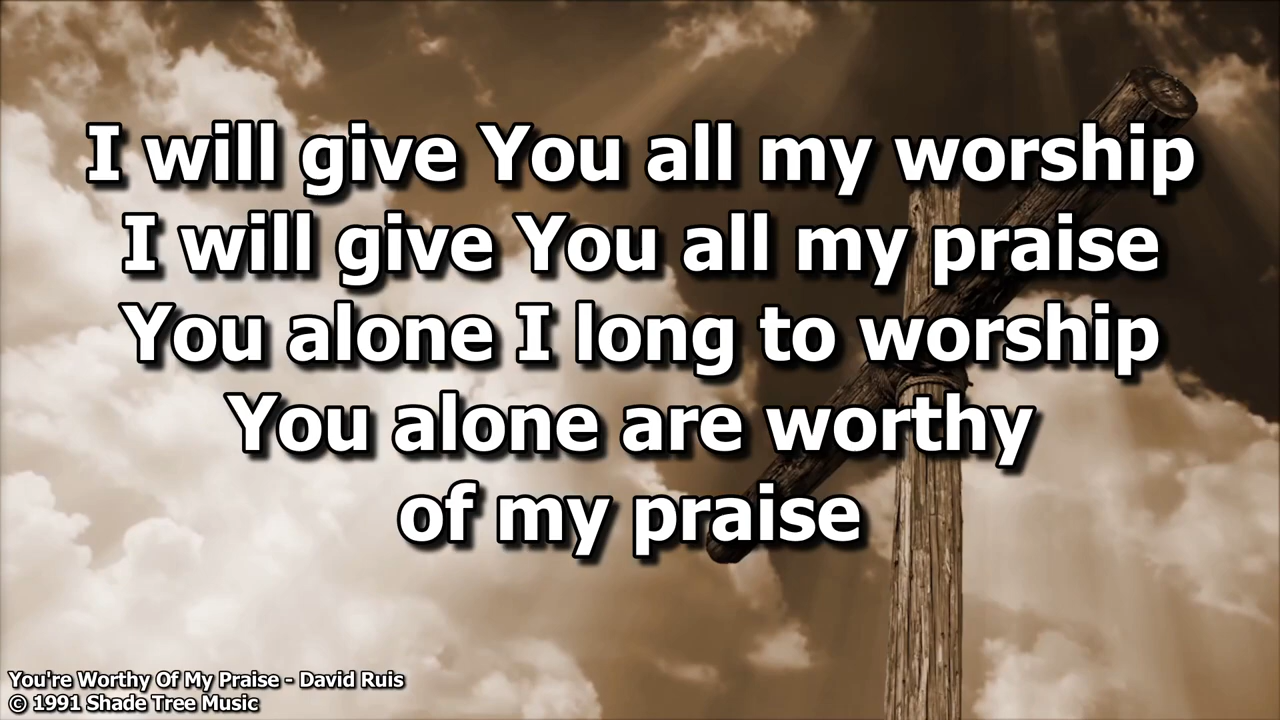 I will give You all my worship
I will give You all my praise
You alone I long to worship
You alone are worthy
of my praise
You're Worthy Of My Praise - David Ruis
© 1991 Shade Tree Music